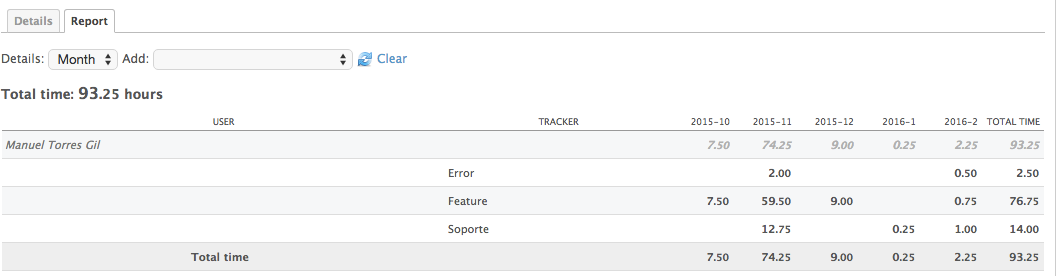 Details Report
Details: Month Add: Clear
Total time: 93.25 hours
USER TRACKER 2015-10 2015-11 2015-12 2016-1 2016-2 TOTAL TIME
Manuel Torres Gil 7.50 74.25 9.00 0.25 2.25 93.25
Error 2.00 0.50 2.50
Feature 7.50 59.50 9.00 0.75 76.75
Soporte 12.75 0.25 1.00 14.00
Total time 7.50 74.25 9.00 0.25 2.25 93.25